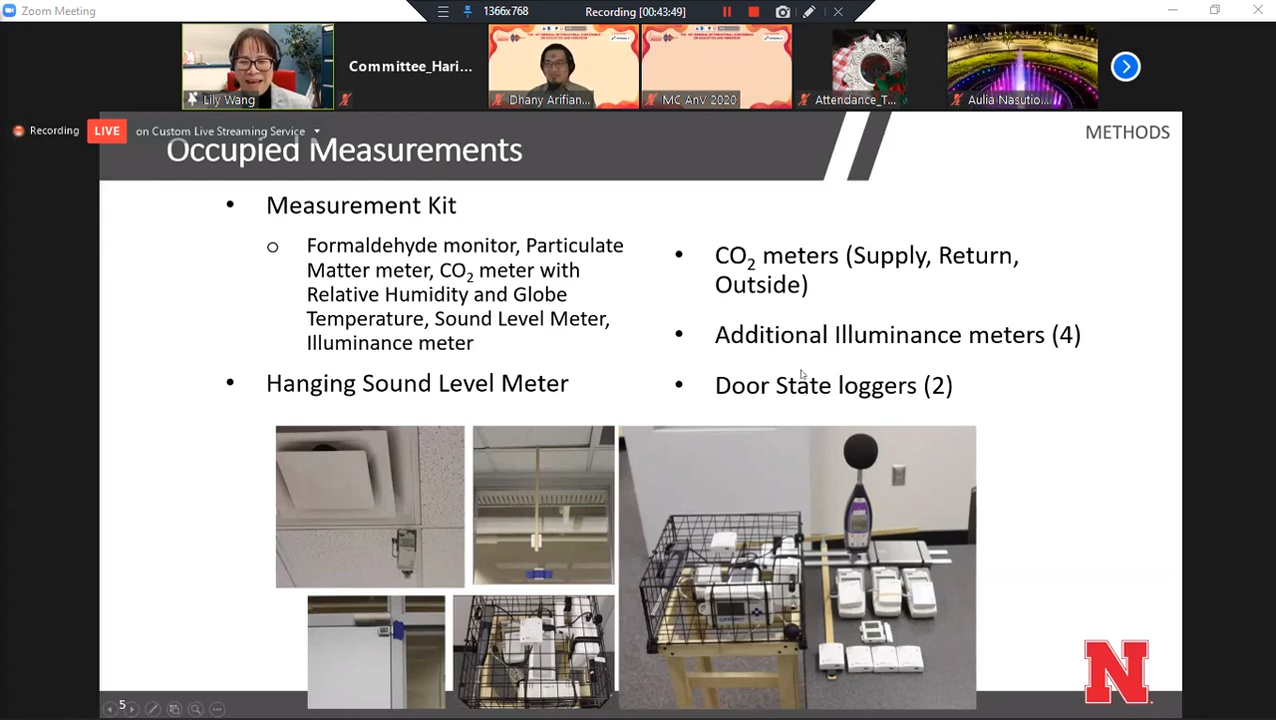 Zoom Meeting
1366x768
Recording [00:43:49]
Committee_Hari...
Lily Wang
Dhany Arifian...
MC AnV 2020
Attendance_T...
Aulia Nasutio...
Recording
LIVE
on Custom Live Streaming Service
METHODS
Occupied Measurements
• Measurement Kit
o Formaldehyde monitor, Particulate
Matter meter, CO2 meter with
Relative Humidity and Globe
Temperature, Sound Level Meter,
Illuminance meter
• Hanging Sound Level Meter
• CO2 meters (Supply, Return,
Outside)
• Additional Illuminance meters (4)
• Door State loggers (2)
N
5